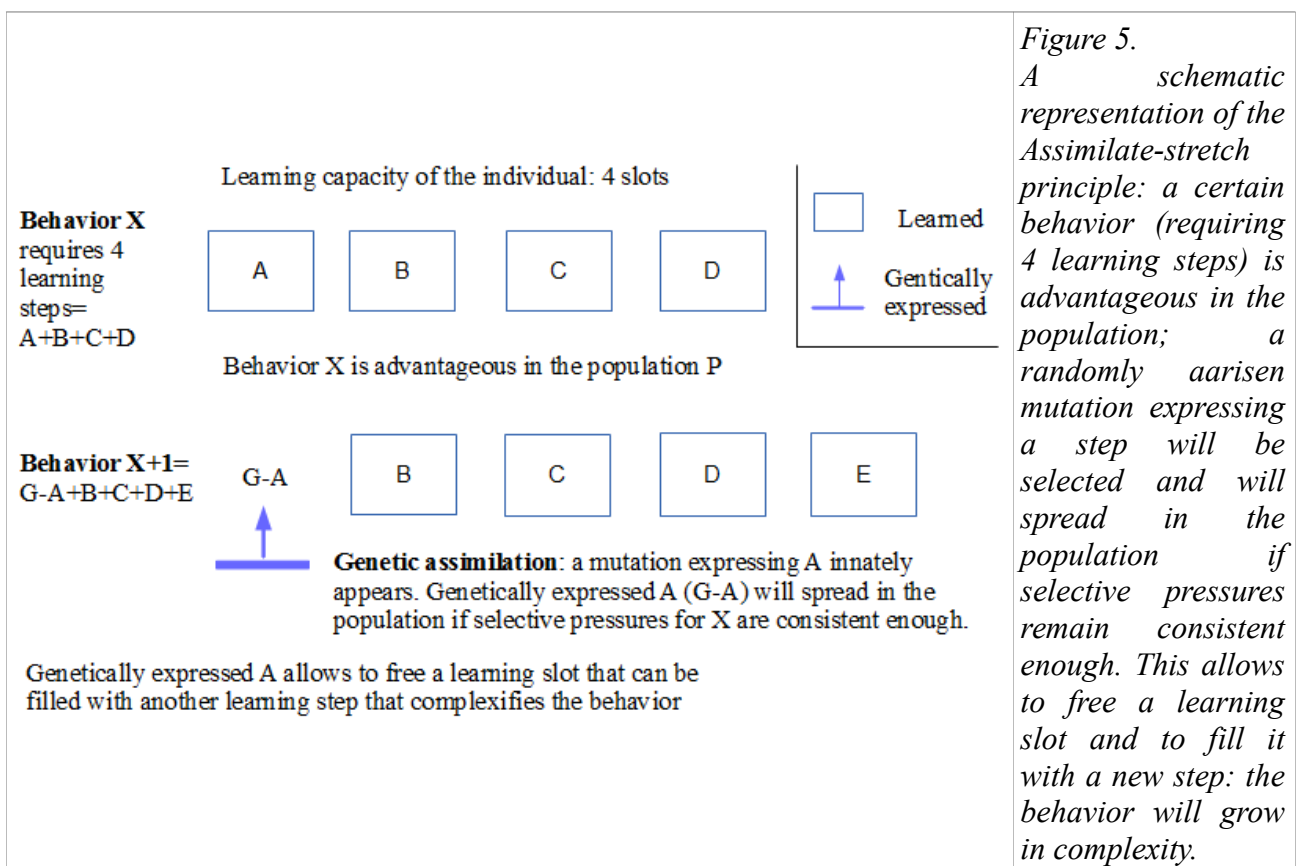 Learning capacity of the individual: 4 slots
Behavior X
requires 4
learning
steps=
A+B+C+D
A
B
C
D
Learned
Gentically
expressed
Behavior X is advantageous in the population P
Behavior X+1=
G-A+B+C+D+E
G-A
B
C
D
E
Genetic assimilation: a mutation expressing A innately
appears. Genetically expressed A (G-A) will spread in the
population if selective pressures for X are consistent enough.
Genetically expressed A allows to free a learning slot that can be
filled with another learning step that complexifies the behavior
Figure 5.
A schematic
representation of the
Assimilate-stretch
principle: a certain
behavior (requiring
4 learning steps) is
advantageous in the
population; a
randomly aarisen
mutation expressing
a step will be
selected and will
spread in the
population if
selective pressures
remain consistent
enough. This allows
to free a learning
slot and to fill it
with a new step: the
behavior will grow
in complexity.